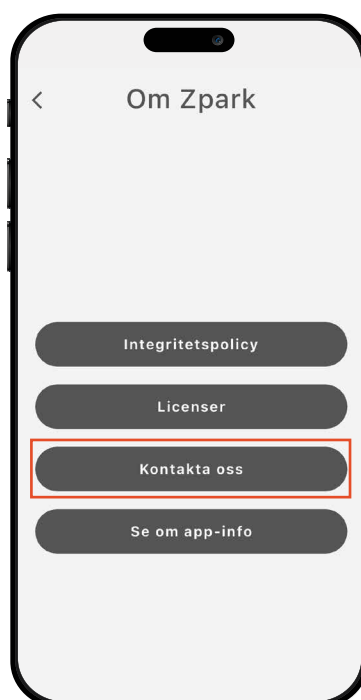 Om Zpark
Integritetspolicy
Licenser
Kontakta oss
Se om app-info